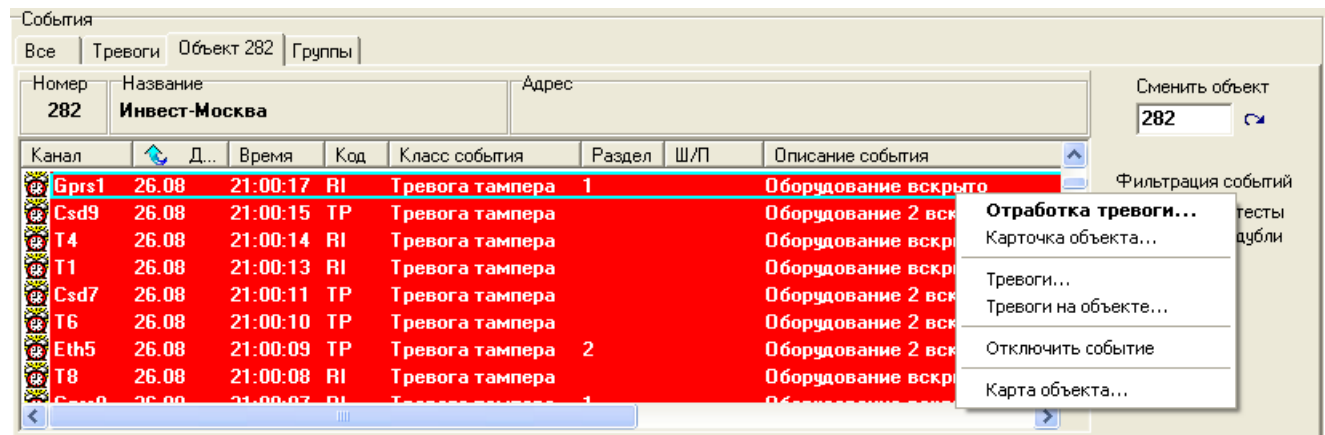 События
Все Тревоги Объект 282 Группы
Номер Название Адрес Сменить объект
282 Инвест-Москва 282
Канал Д... Время Код Класс события Раздел Ш/П Описание события
Фильтрация событий
Gprs1 26.08 21:00:17 RI Тревога тампера 1 Оборудование вскрыто
Csd9 26.08 21:00:15 TP Тревога тампера Оборудование 2 вск
T4 26.08 21:00:14 RI Тревога тампера Оборудование вскр
T1 26.08 21:00:13 RI Тревога тампера Оборудование вскр
Csd7 26.08 21:00:11 TP Тревога тампера Оборудование 2 вск
T6 26.08 21:00:10 TP Тревога тампера Оборудование 2 вск
Eth5 26.08 21:00:09 TP Тревога тампера 2 Оборудование 2 вск
T8 26.08 21:00:08 RI Тревога тампера Оборудование вскр
Отработка тревоги...
тесты
Карточка объекта...
дубли
Тревоги...
Тревоги на объекте...
Отключить событие
Карта объекта...